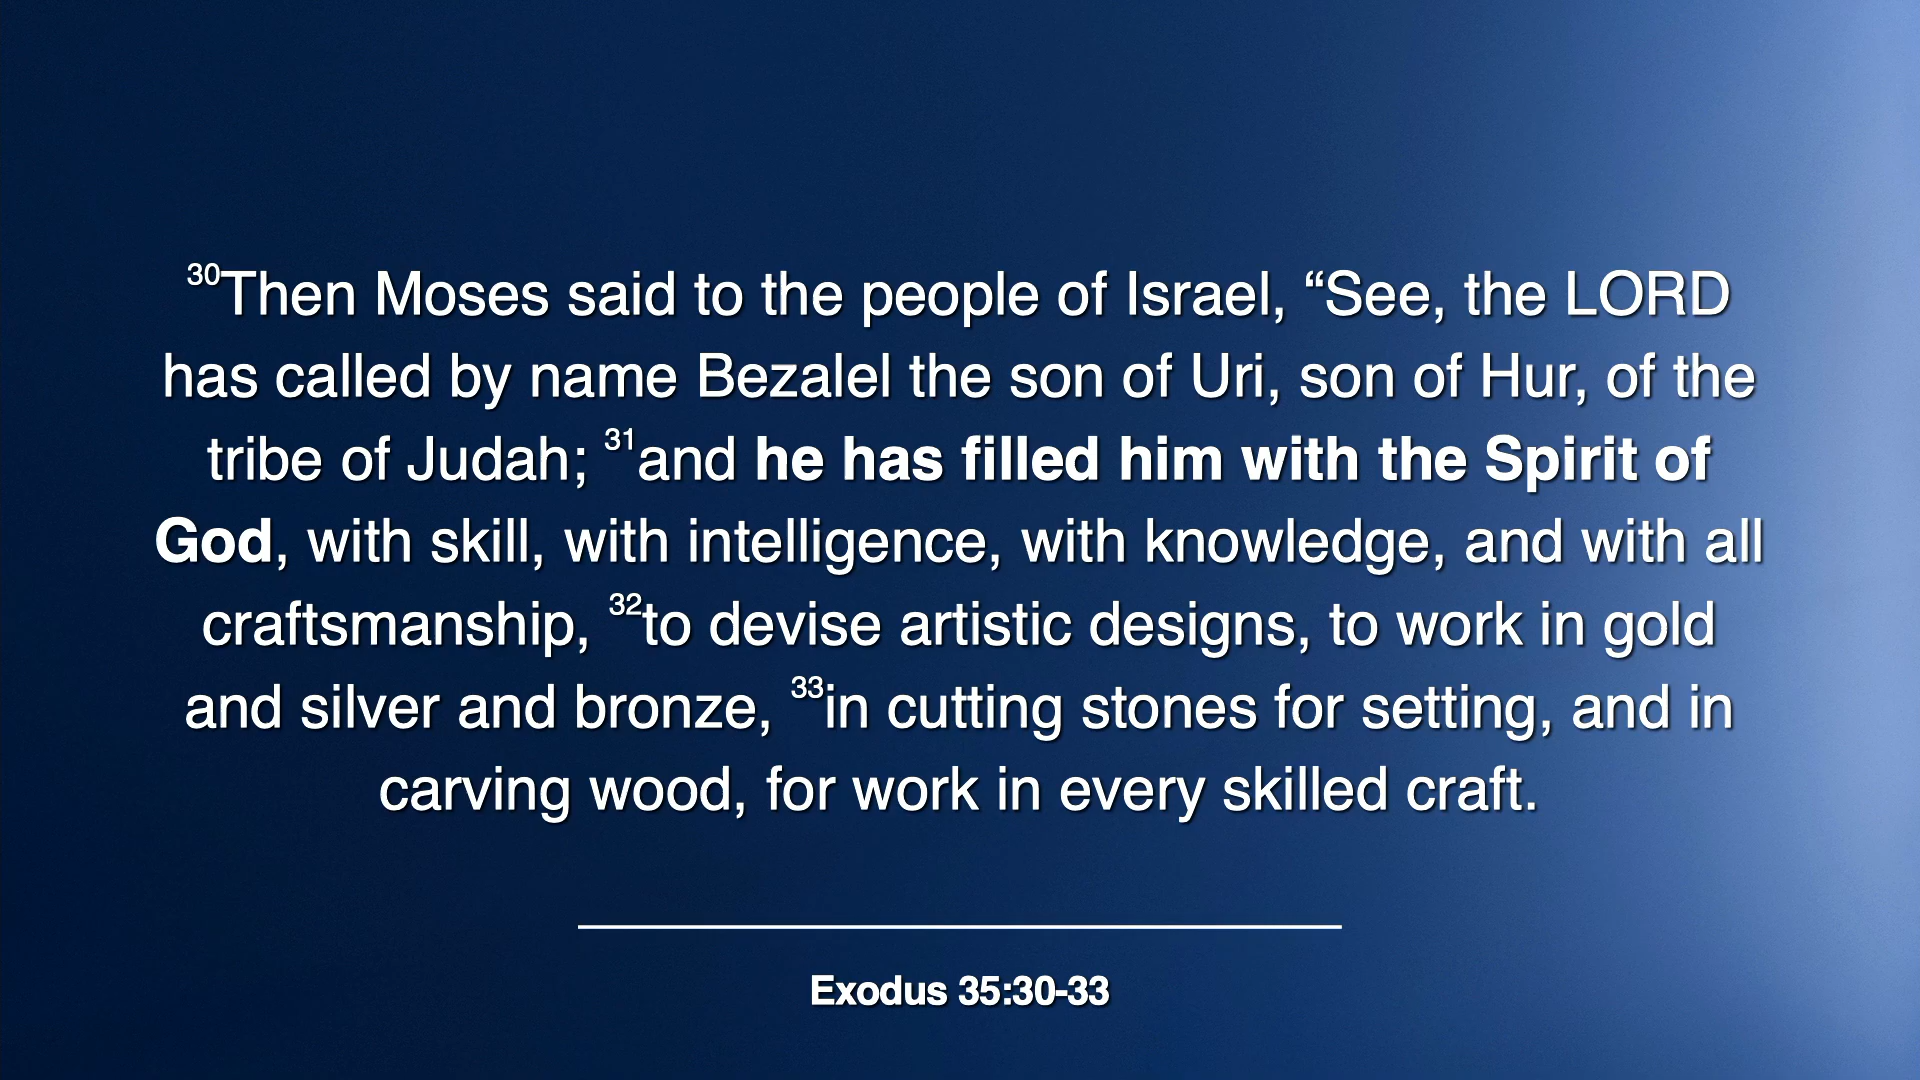 30Then Moses said to the people of Israel, “See, the LORD
has called by name Bezalel the son of Uri, son of Hur, of the
tribe of Judah; 31and he has filled him with the Spirit of
God, with skill, with intelligence, with knowledge, and with all
craftsmanship, 32to devise artistic designs, to work in gold
and silver and bronze, 33in cutting stones for setting, and in
carving wood, for work in every skilled craft.
Exodus 35:30-33